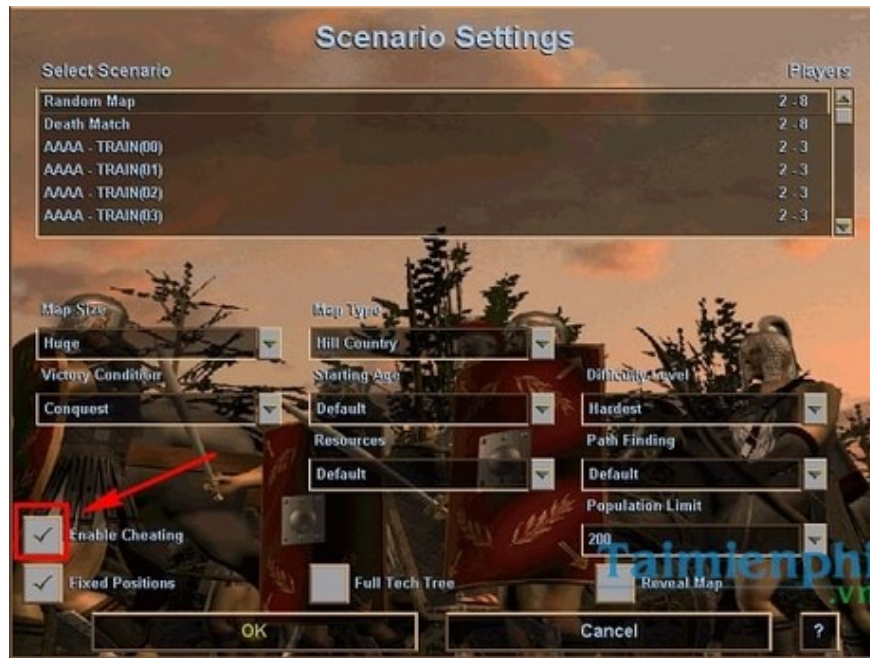 Scenario Settings
Select Scenario Players
Random Map 2 - 8
Death Match 2 - 8
AAAA - TRAIN(00) 2 - 3
AAAA - TRAIN(01) 2 - 3
AAAA - TRAIN(02) 2 - 3
AAAA - TRAIN(03) 2 - 3
Map Size Map Type
Huge Hill Country
Victory Condition Starting Age Difficulty Level
Conquest Default Hardest
Resources Path Finding
Default Default
Population Limit
Enable Cheating 200
Taimienphi
.vn
Fixed Positions Full Tech Tree Reveal Map
OK Cancel ?